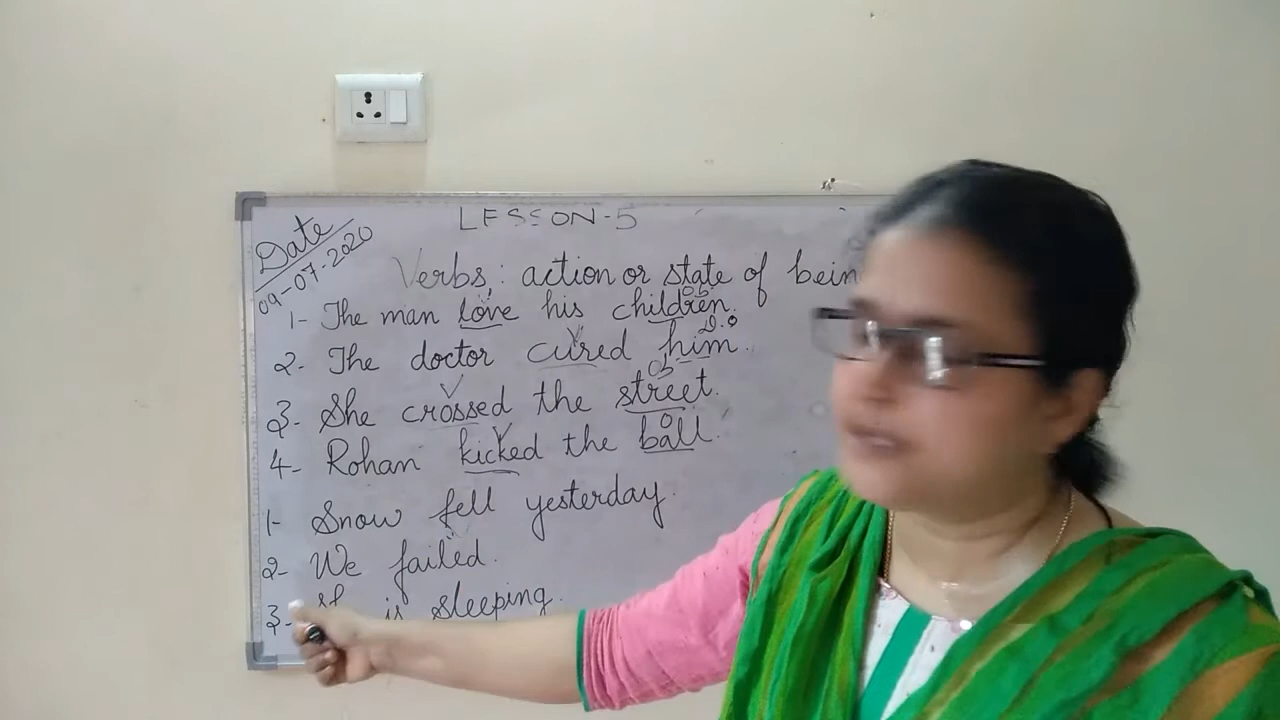 LESSON-5
Date
09-07-2020
Verbs: action or state of bein
1- The man love his children.
ob
2- The doctor cured him.
V D.O
3- She crossed the street.
V ob
4- Rohan kicked the ball.
V O
1- Snow fell yesterday.
2- We failed.
3- is sleeping.